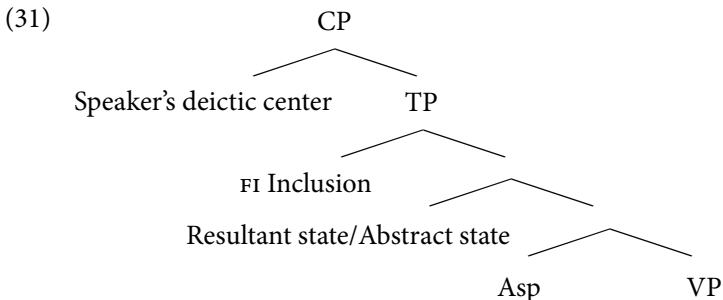 (31) CP
Speaker's deictic center TP
FI Inclusion
Resultant state/Abstract state
Asp VP